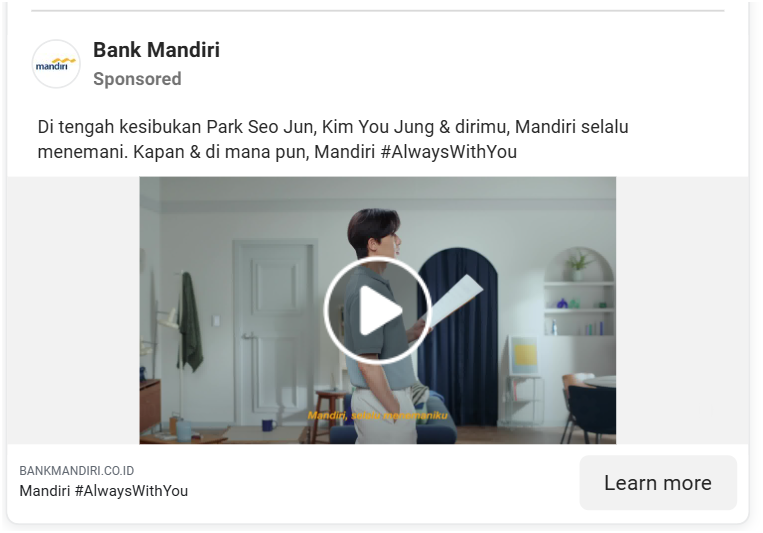 Bank Mandiri
mandırı
Sponsored
Di tengah kesibukan Park Seo Jun, Kim You Jung & dirimu, Mandiri selalu
menemani. Kapan & di mana pun, Mandiri #AlwaysWithYou
Mandiri, selalu menemaniku
BANKMANDIRI.CO.ID
Mandiri #AlwaysWithYou
Learn more